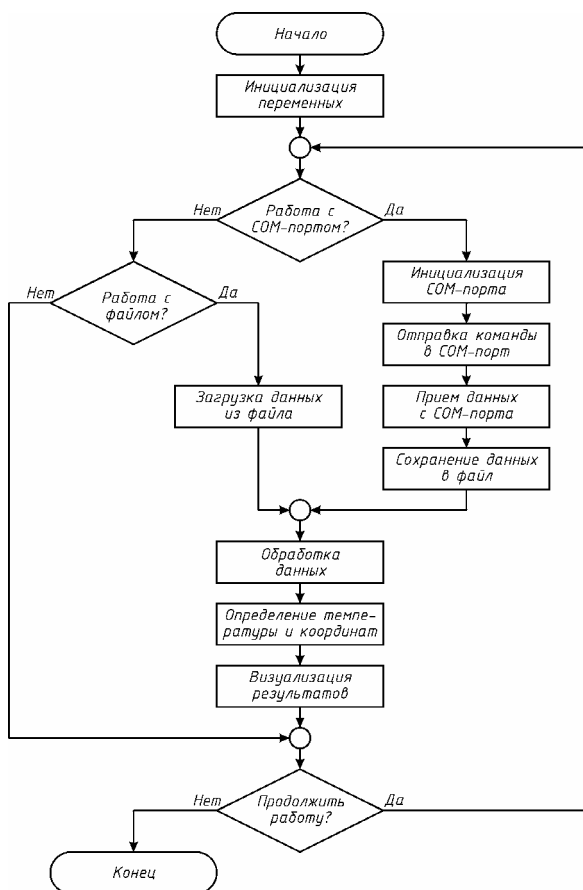 Начало
Инициализация
переменных
Работа с
COM-портом?
Нет
Да
Работа с
файлом?
Нет
Да
Инициализация
COM-порта
Отправка команды
в COM-порт
Загрузка данных
из файла
Прием данных
с COM-порта
Сохранение данных
в файл
Обработка
данных
Определение темпе-
ратуры и координат
Визуализация
результатов
Продолжить
работу?
Нет
Да
Конец